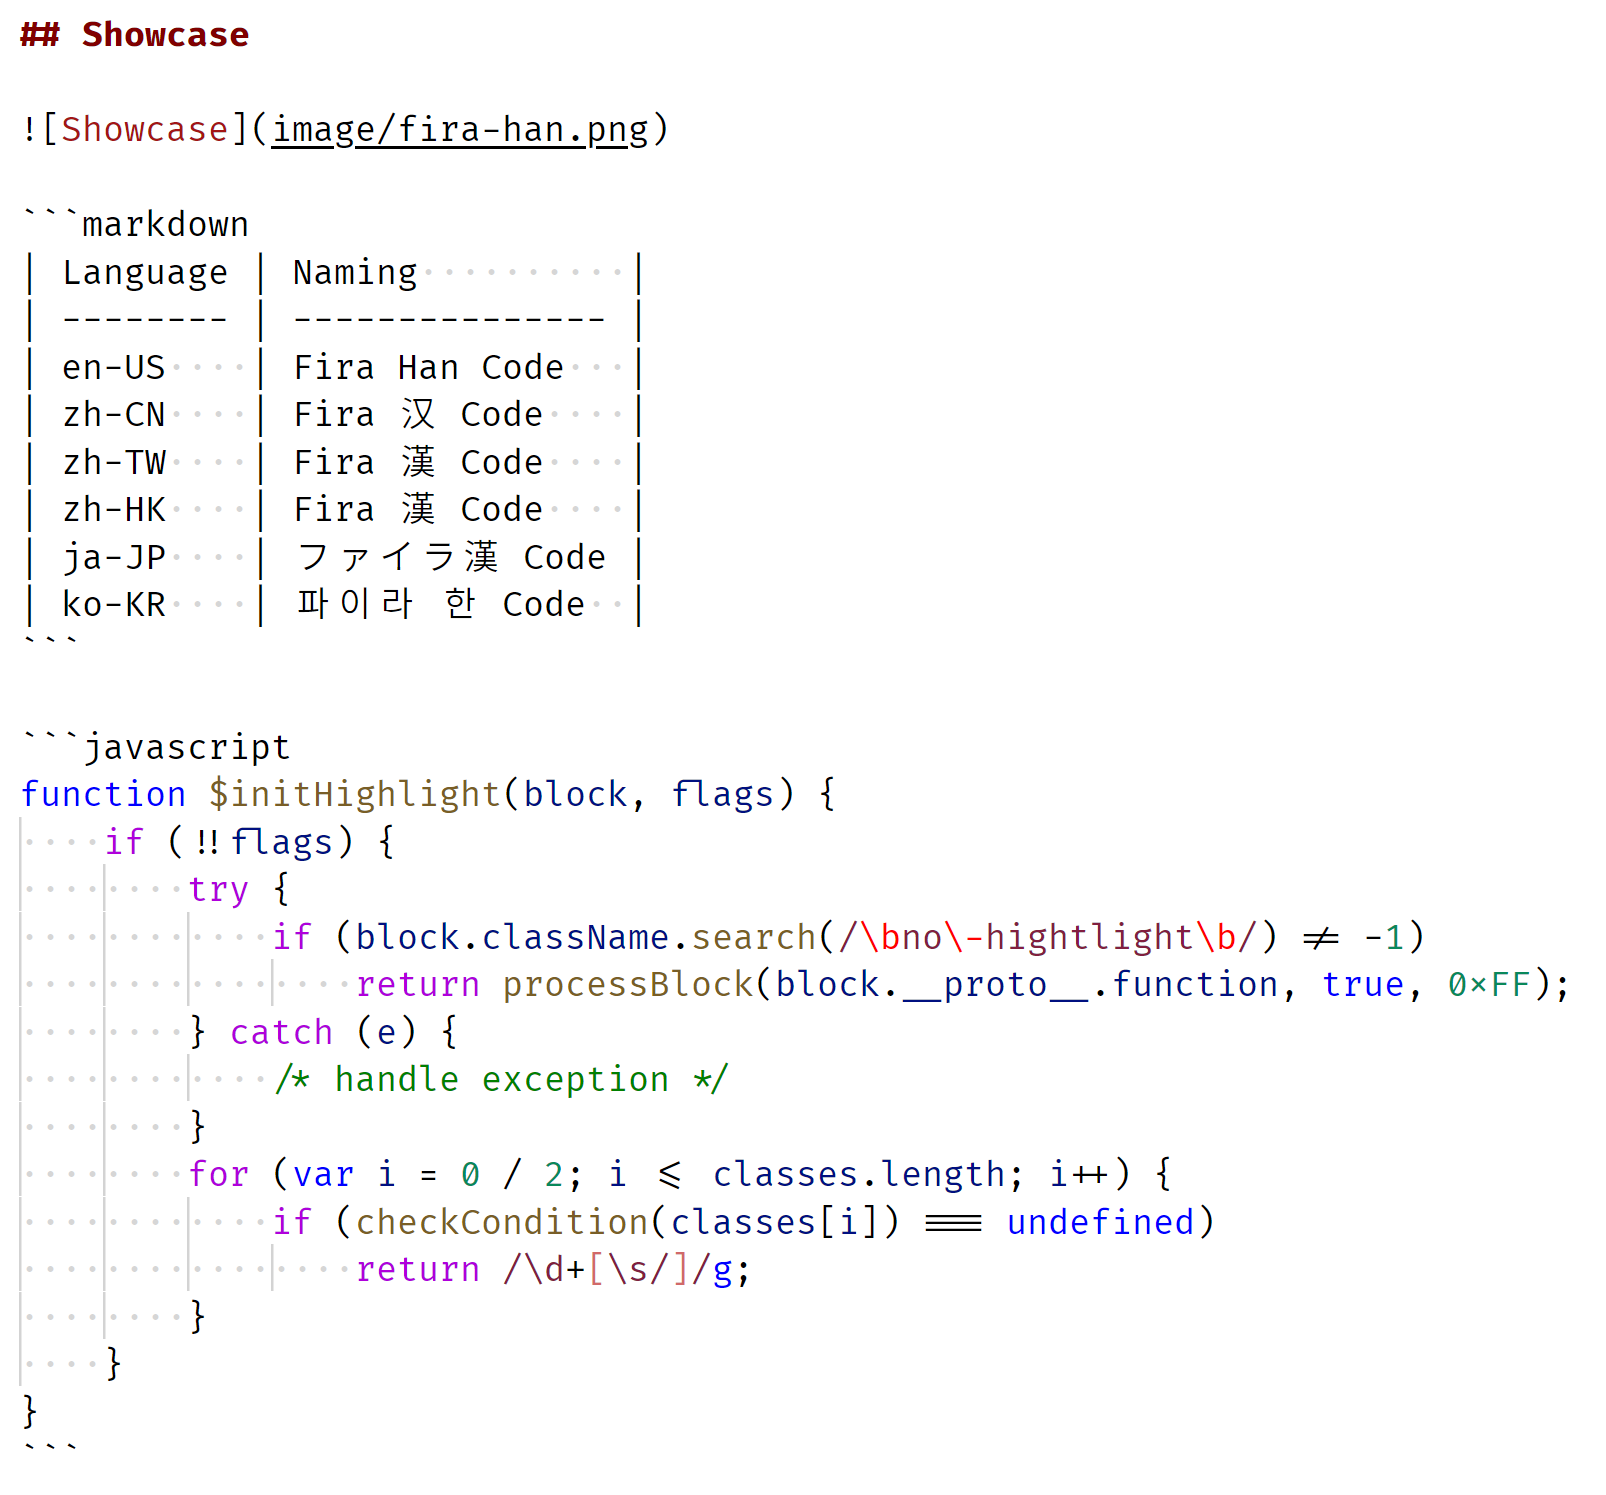 ## Showcase
![Showcase](image/fira-han.png)
```markdown
| Language | Naming          |
| -------- | --------------- |
| en-US    | Fira Han Code   |
| zh-CN    | Fira 汉 Code    |
| zh-TW    | Fira 漢 Code    |
| zh-HK    | Fira 漢 Code    |
| ja-JP    | ファイラ漢 Code |
| ko-KR    | 파이라 한 Code  |
```
```javascript
function $initHighlight(block, flags) {
    if (!!flags) {
        try {
            if (block.className.search(/\bno\-hightlight\b/) != -1)
                return processBlock(block.__proto__.function, true, 0xFF);
        } catch (e) {
            /* handle exception */
        }
        for (var i = 0 / 2; i <= classes.length; i++) {
            if (checkCondition(classes[i]) === undefined)
                return /\d+[\s/]/g;
        }
    }
}
```